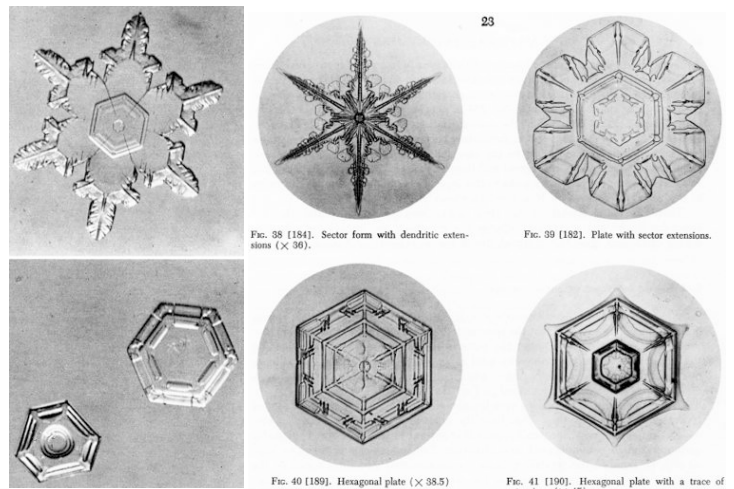 23
FIG. 38 [184]. Sector form with dendritic exten-
sions (× 36).
FIG. 39 [182]. Plate with sector extensions.
FIG. 40 [189]. Hexagonal plate (× 38.5)
FIG. 41 [190]. Hexagonal plate with a trace of